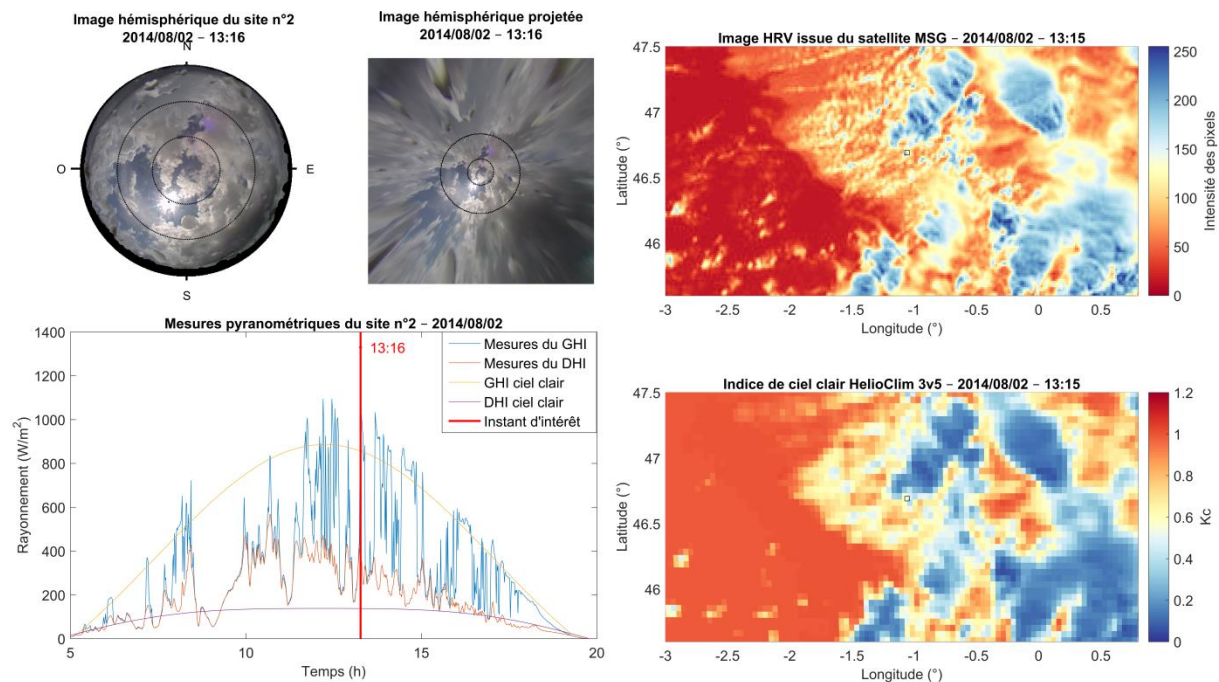 Image hémisphérique du site n°2
2014/08/02 – 13:16
N
O
E
S
Image hémisphérique projetée
2014/08/02 – 13:16
Image HRV issue du satellite MSG – 2014/08/02 – 13:15
47.5
47
46.5
46
Latitude (°)
-3
-2.5
-2
-1.5
-1
-0.5
0
0.5
Longitude (°)
250
200
150
100
50
0
Intensité des pixels
Mesures pyranométriques du site n°2 – 2014/08/02
1400
1200
1000
800
600
400
200
0
Rayonnement (W/m²)
5
10
15
20
Temps (h)
13:16
Mesures du GHI
Mesures du DHI
GHI ciel clair
DHI ciel clair
Instant d'intérêt
Indice de ciel clair HelioClim 3v5 – 2014/08/02 – 13:15
47.5
47
46.5
46
Latitude (°)
-3
-2.5
-2
-1.5
-1
-0.5
0
0.5
Longitude (°)
1.2
1
0.8
0.6
0.4
0.2
0
Kc